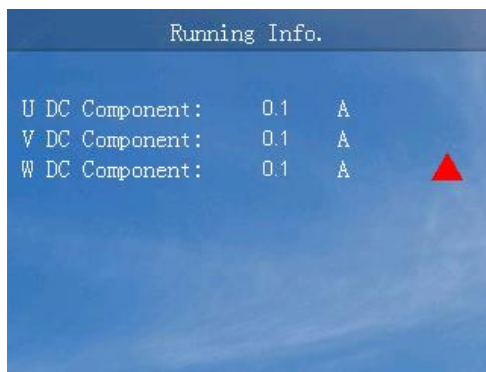 Running Info.
U DC Component: 0.1 A
V DC Component: 0.1 A
W DC Component: 0.1 A